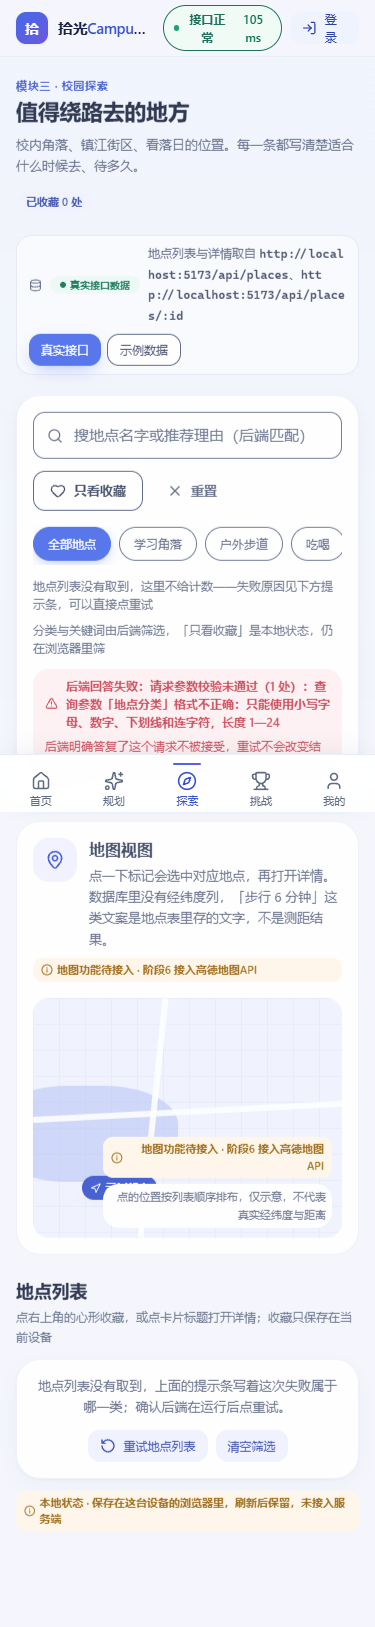 拾
拾光Campu...
接口正常
105 ms
登录
模块三 · 校园探索
值得绕路去的地方
校内角落、镇江街区、看落日的位置。每一条都写清楚适合
什么时候去、待多久。
已收藏 0 处
真实接口数据
地点列表与详情取自 http://local
host:5173/api/places、htt
p://localhost:5173/api/place
s/:id
真实接口
示例数据
搜地点名字或推荐理由（后端匹配）
只看收藏
重置
全部地点
学习角落
户外步道
吃喝
地点列表没有取到，这里不给计数——失败原因见下方提
示条，可以直接点重试
分类与关键词由后端筛选，「只看收藏」是本地状态，仍
在浏览器里筛
后端回答失败：请求参数校验未通过（1 处）：查
询参数「地点分类」格式不正确：只能使用小写字
母、数字、下划线和连字符，长度 1—24
后端明确答复了这个请求不被接受，重试不会改变结
首页
规划
探索
挑战
我的
地图视图
点一下标记会选中对应地点，再打开详情。
数据库里没有经纬度列，「步行 6 分钟」这
类文案是地点表里存的文字，不是测距结
果。
地图功能待接入 · 阶段6 接入高德地图API
地图功能待接入 · 阶段6 接入高德地图
API
点的位置按列表顺序排布，仅示意，不代表
真实经纬度与距离
地点列表
点右上角的心形收藏，或点卡片标题打开详情；收藏只保存在当
前设备
地点列表没有取到，上面的提示条写着这次失败属于
哪一类；确认后端在运行后点重试。
重试地点列表
清空筛选
本地状态 · 保存在这台设备的浏览器里，刷新后保留，未接入服
务端